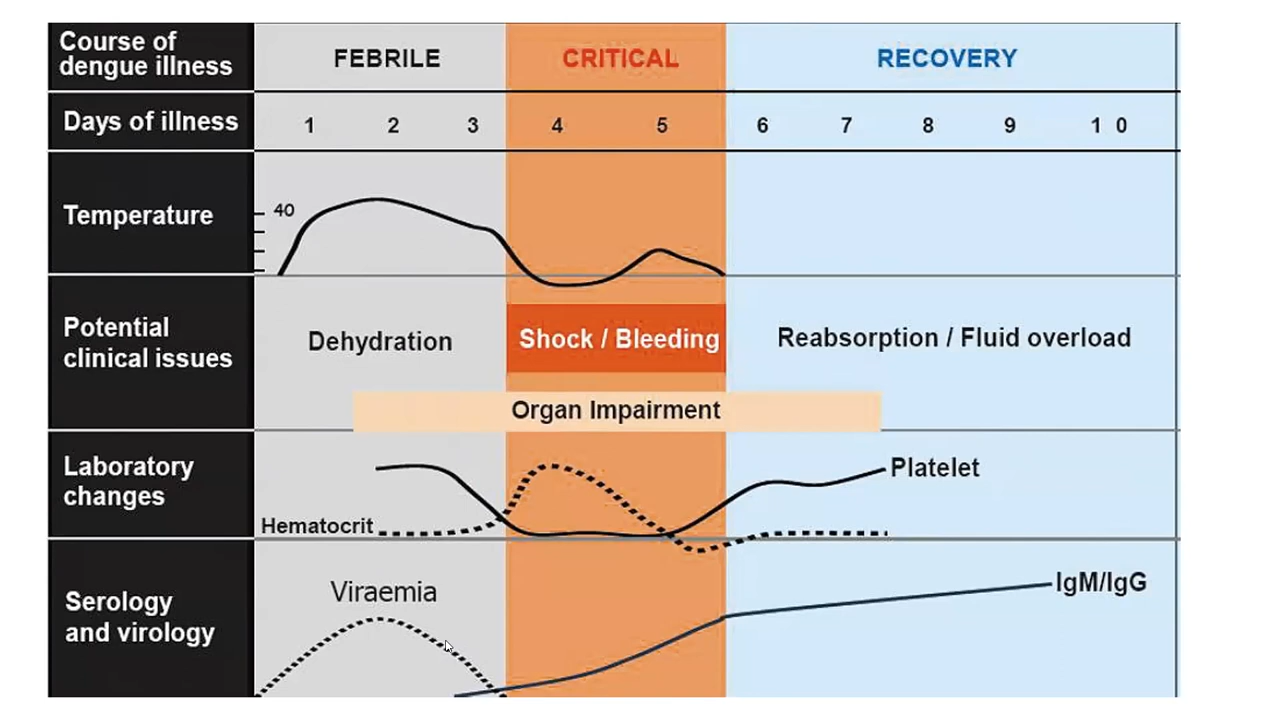 Course of
dengue illness
FEBRILE
CRITICAL
RECOVERY
Days of illness
1 2 3 4 5 6 7 8 9 1 0
Temperature
40
Potential
clinical issues
Dehydration
Shock / Bleeding
Reabsorption / Fluid overload
Organ Impairment
Laboratory
changes
Platelet
Hematocrit
Serology
and virology
Viraemia
IgM/IgG